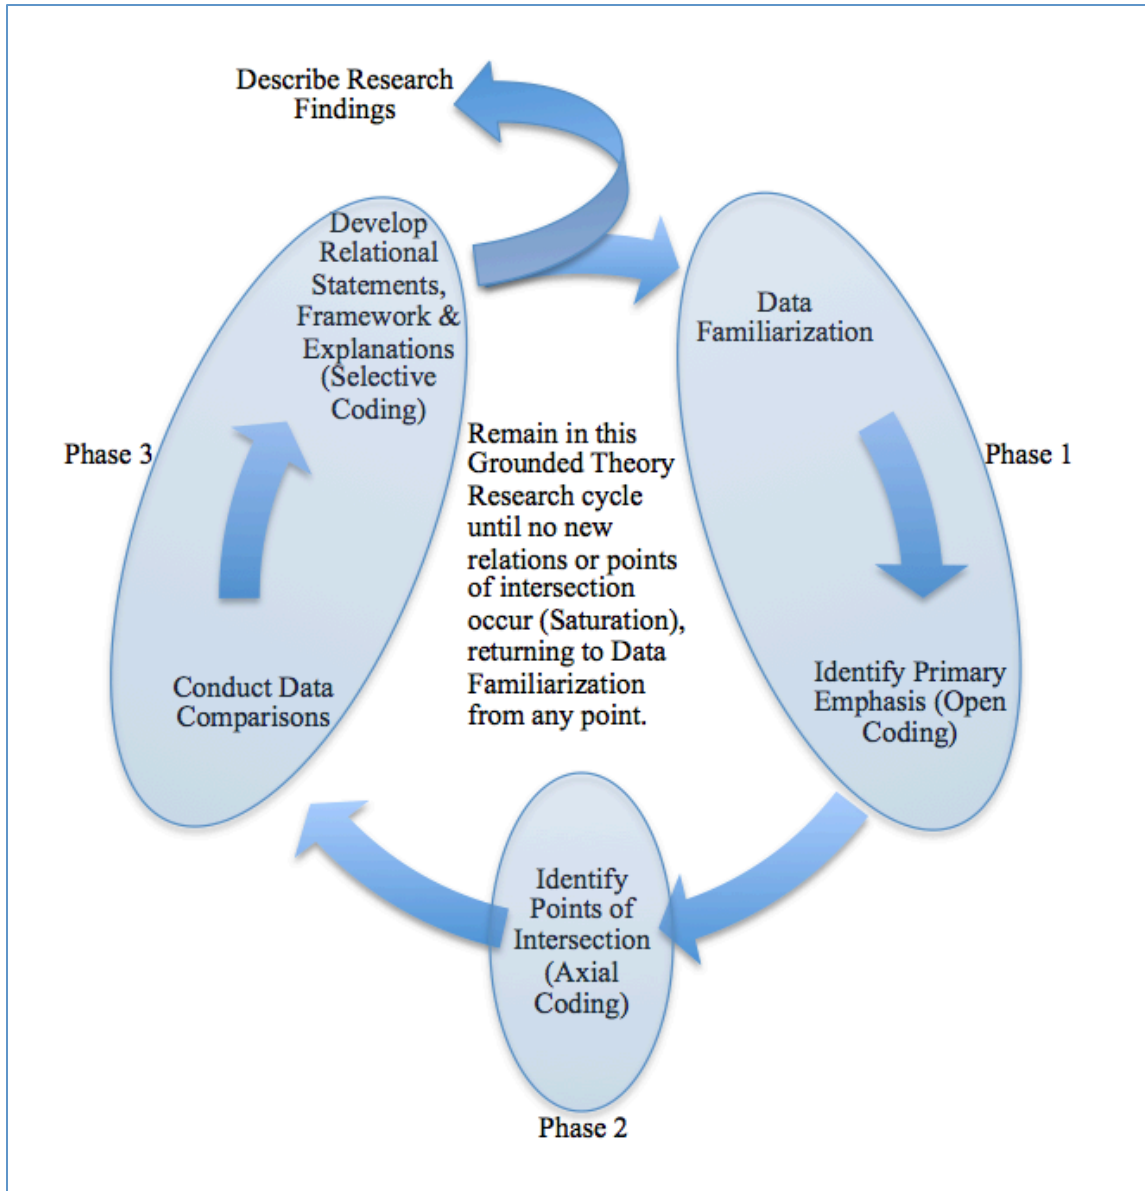 Describe Research
Findings
Develop
Relational
Statements,
Framework &
Explanations
(Selective
Coding)
Data
Familiarization
Phase 3
Remain in this
Grounded Theory
Research cycle
until no new
relations or points
of intersection
occur (Saturation),
returning to Data
Familiarization
from any point.
Phase 1
Conduct Data
Comparisons
Identify Primary
Emphasis (Open
Coding)
Identify
Points of
Intersection
(Axial
Coding)
Phase 2